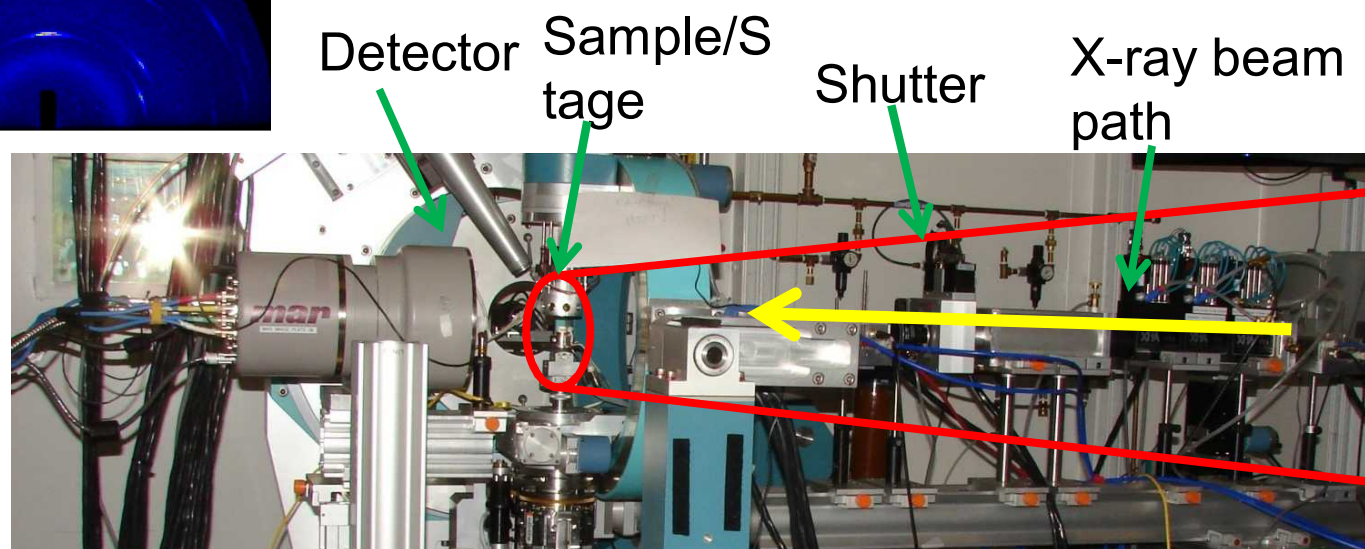 Detector
Sample/S
tage
Shutter
X-ray beam
path
mar